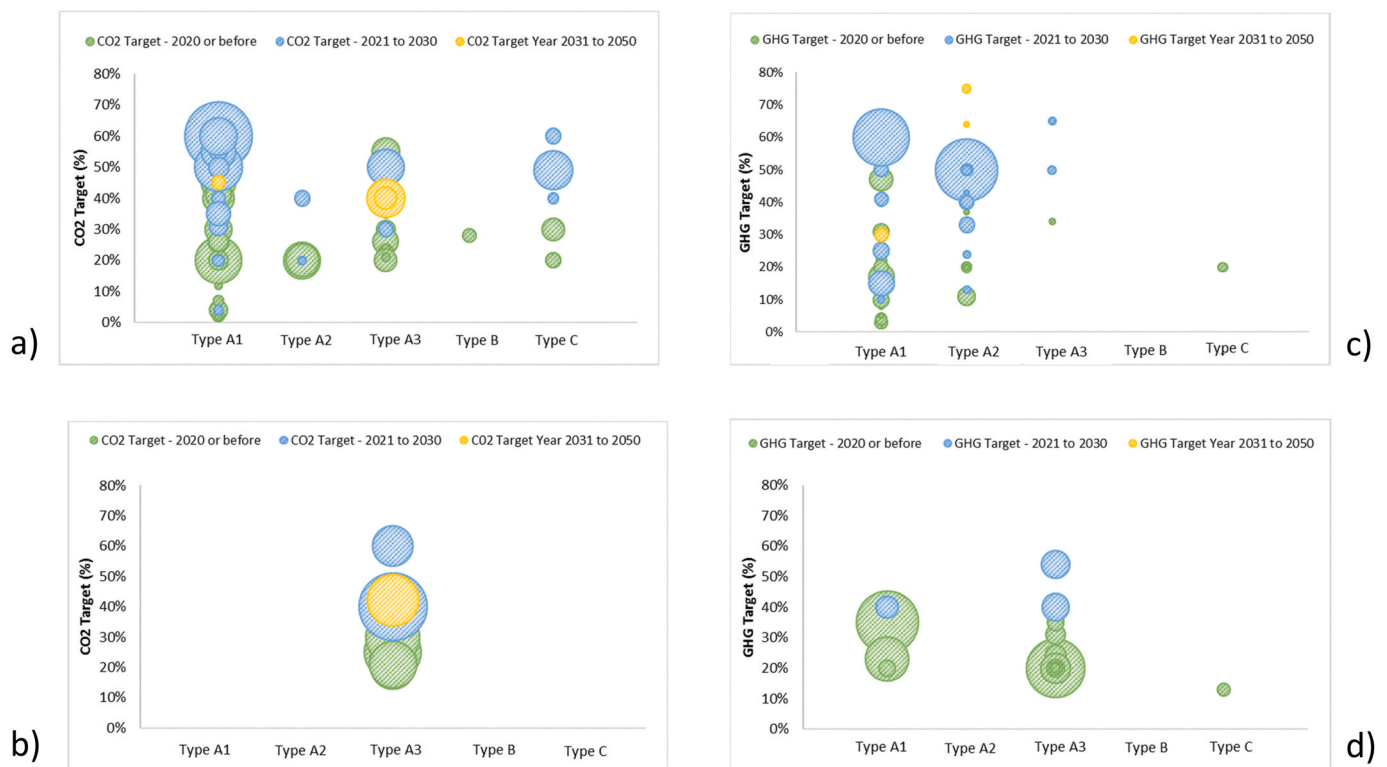 CO2 Target - 2020 or before CO2 Target - 2021 to 2030 C02 Target Year 2031 to 2050
80%
70%
60%
50%
40%
30%
20%
10%
0%
CO2 Target (%)
Type A1 Type A2 Type A3 Type B Type C
a)
GHG Target - 2020 or before GHG Target - 2021 to 2030 GHG Target Year 2031 to 2050
80%
70%
60%
50%
40%
30%
20%
10%
0%
GHG Target (%)
Type A1 Type A2 Type A3 Type B Type C
c)
CO2 Target - 2020 or before CO2 Target - 2021 to 2030 C02 Target Year 2031 to 2050
80%
70%
60%
50%
40%
30%
20%
10%
0%
CO2 Target (%)
Type A1 Type A2 Type A3 Type B Type C
b)
GHG Target - 2020 or before GHG Target - 2021 to 2030 GHG Target Year 2031 to 2050
80%
70%
60%
50%
40%
30%
20%
10%
0%
GHG Target (%)
Type A1 Type A2 Type A3 Type B Type C
d)